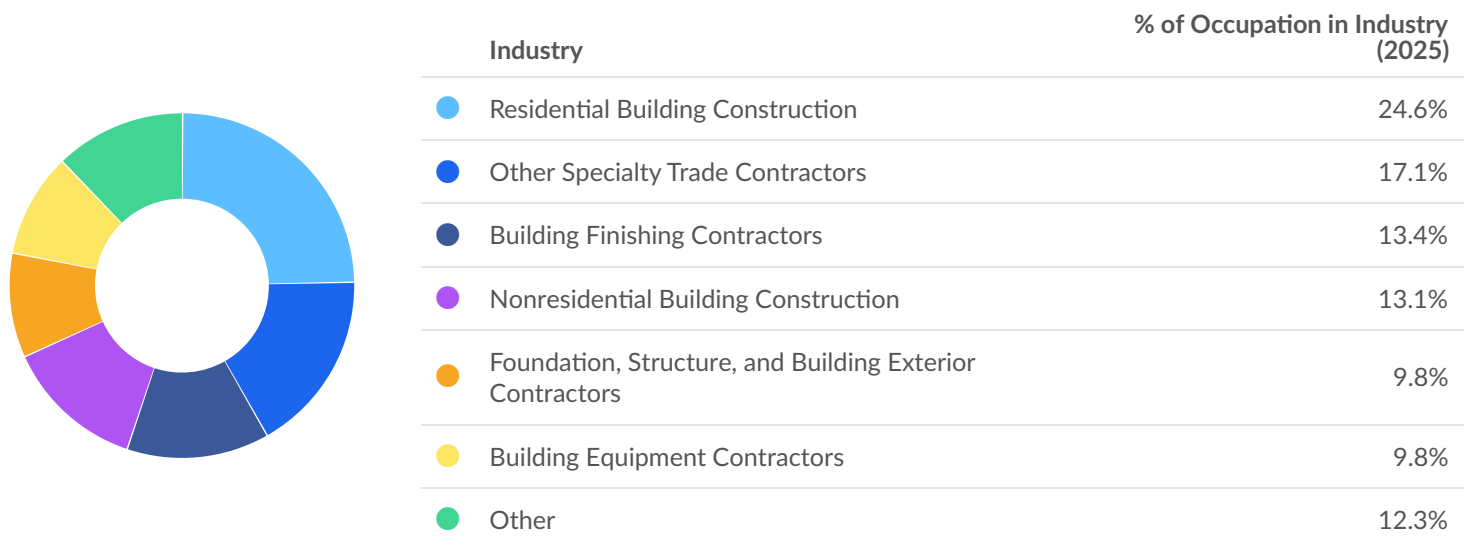 Industry
% of Occupation in Industry
(2025)
Residential Building Construction
24.6%
Other Specialty Trade Contractors
17.1%
Building Finishing Contractors
13.4%
Nonresidential Building Construction
13.1%
Foundation, Structure, and Building Exterior
Contractors
9.8%
Building Equipment Contractors
9.8%
Other
12.3%